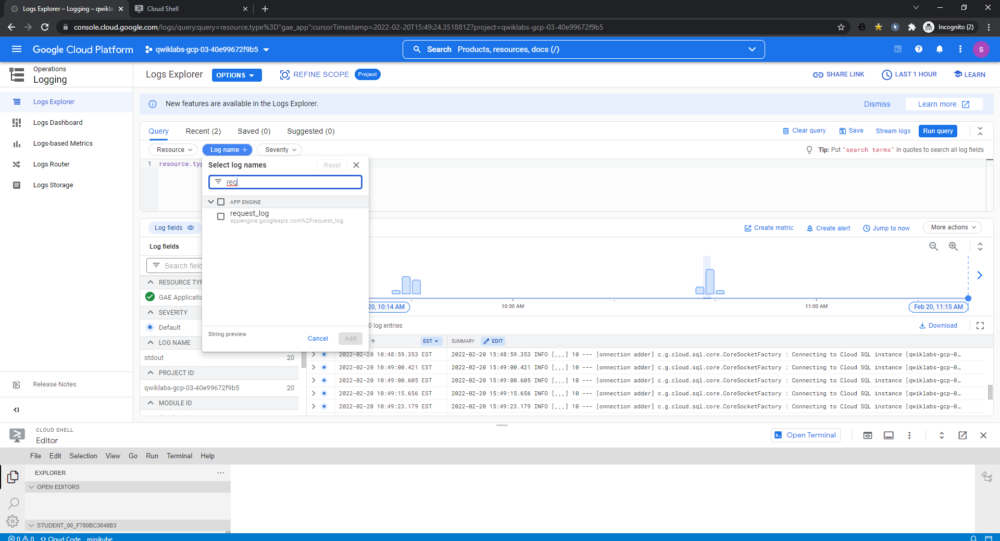 Logs Explorer – Logging – qwikla
Cloud Shell
console.cloud.google.com/logs/query;query=resource.type%3D"gae_app";cursorTimestamp=2022-02-20T15:49:24.351881Z?project=qwiklabs-gcp-03-40e99672f9b5
Incognito (2)
Google Cloud Platform
qwiklabs-gcp-03-40e99672f9b5
Search Products, resources, docs (/)
S
Operations
Logging
Logs Explorer
OPTIONS
REFINE SCOPE
Project
SHARE LINK
LAST 1 HOUR
LEARN
Logs Explorer
Logs Dashboard
Logs-based Metrics
Logs Router
Logs Storage
Release Notes
New features are available in the Logs Explorer.
Dismiss
Learn more
Query
Recent (2)
Saved (0)
Suggested (0)
Clear query
Save
Stream logs
Run query
Resource
Log name
Severity
Tip: Put "search terms" in quotes to search all log fields
1 resource.typ
Select log names
Reset
req
APP ENGINE
request_log
appengine.googleapis.com%2Frequest_log
String preview
Cancel
Add
Log fields
Create metric
Create alert
Jump to now
More actions
Log fields
Search field
RESOURCE TYP
GAE Applicatio
SEVERITY
Default
LOG NAME
stdout 20
PROJECT ID
qwiklabs-gcp-03-40e99672f9b5 20
MODULE ID
20, 10:14 AM
10:30 AM
11:00 AM
Feb 20, 11:15 AM
0 log entries
Download
EST
SUMMARY
EDIT
2022-02-20 10:48:59.353 EST 2022-02-20 15:48:59.353 INFO [,,,] 10 --- [onnection adder] c.g.cloud.sql.core.CoreSocketFactory : Connecting to Cloud SQL instance [qwiklabs-gcp-0…
2022-02-20 10:49:00.421 EST 2022-02-20 15:49:00.421 INFO [,,,] 10 --- [onnection adder] c.g.cloud.sql.core.CoreSocketFactory : Connecting to Cloud SQL instance [qwiklabs-gcp-0…
2022-02-20 10:49:00.605 EST 2022-02-20 15:49:00.605 INFO [,,,] 10 --- [onnection adder] c.g.cloud.sql.core.CoreSocketFactory : Connecting to Cloud SQL instance [qwiklabs-gcp-0…
2022-02-20 10:49:15.656 EST 2022-02-20 15:49:15.656 INFO [,,,] 10 --- [onnection adder] c.g.cloud.sql.core.CoreSocketFactory : Connecting to Cloud SQL instance [qwiklabs-gcp-0…
2022-02-20 10:49:23.179 EST 2022-02-20 15:49:23.179 INFO [,,,] 10 --- [onnection adder] c.g.cloud.sql.core.CoreSocketFactory : Connecting to Cloud SQL instance [qwiklabs-gcp-0…
CLOUD SHELL
Editor
Open Terminal
File Edit Selection View Go Run Terminal Help
EXPLORER
OPEN EDITORS
STUDENT_00_F780BC3048B3
0 0 Cloud Code minikube